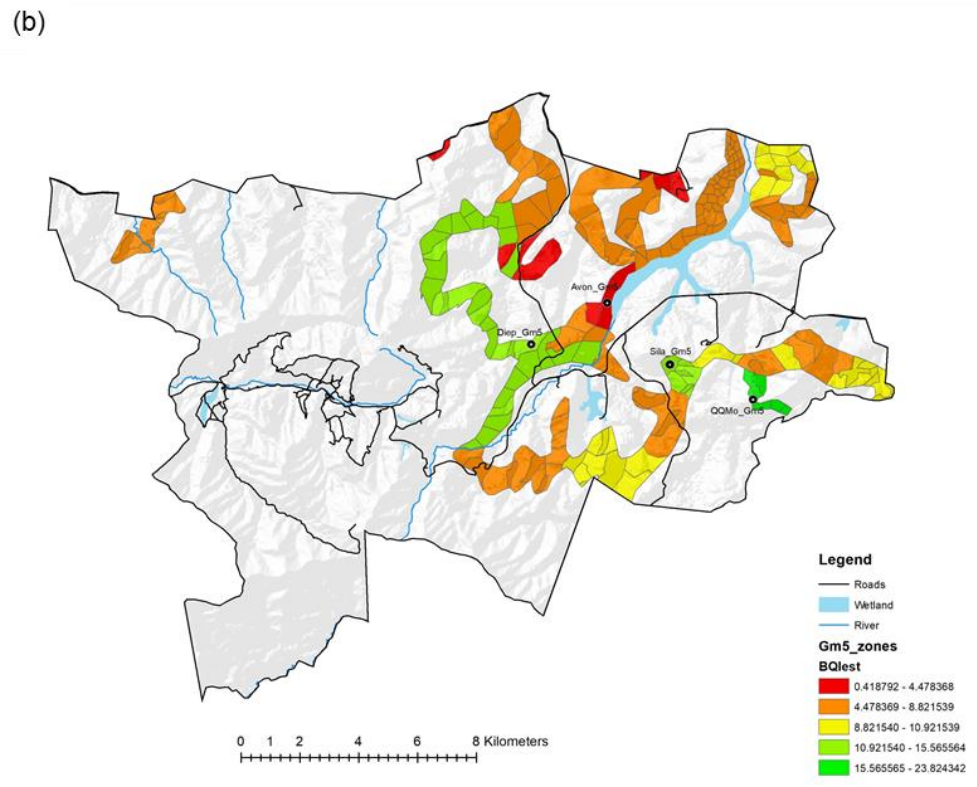 (b)
Avon_Gm5
Diep_Gm5
Sila_Gm5
QQMo_Gm5
Legend
Roads
Wetland
River
Gm5_zones
BQIest
0.418792 - 4.478368
4.478369 - 8.821539
8.821540 - 10.921539
10.921540 - 15.565564
15.565565 - 23.824342
0 1 2 4 6 8 Kilometers